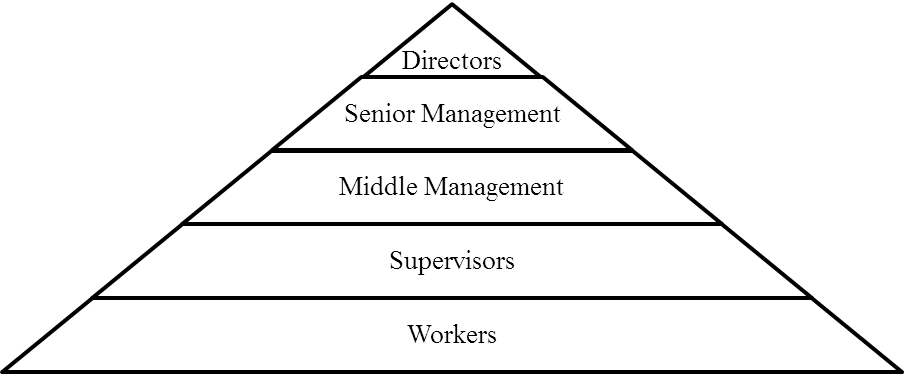 Directors
Senior Management
Middle Management
Supervisors
Workers